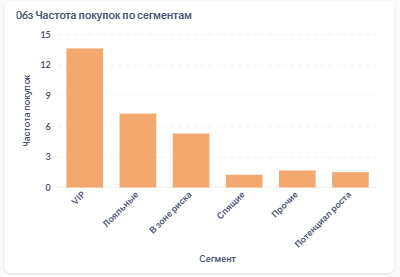 06з Частота покупок по сегментам
15
12
9
6
3
0
Частота покупок
VIP
Лояльные
В зоне риска
Спящие
Прочие
Потенциал роста
Сегмент